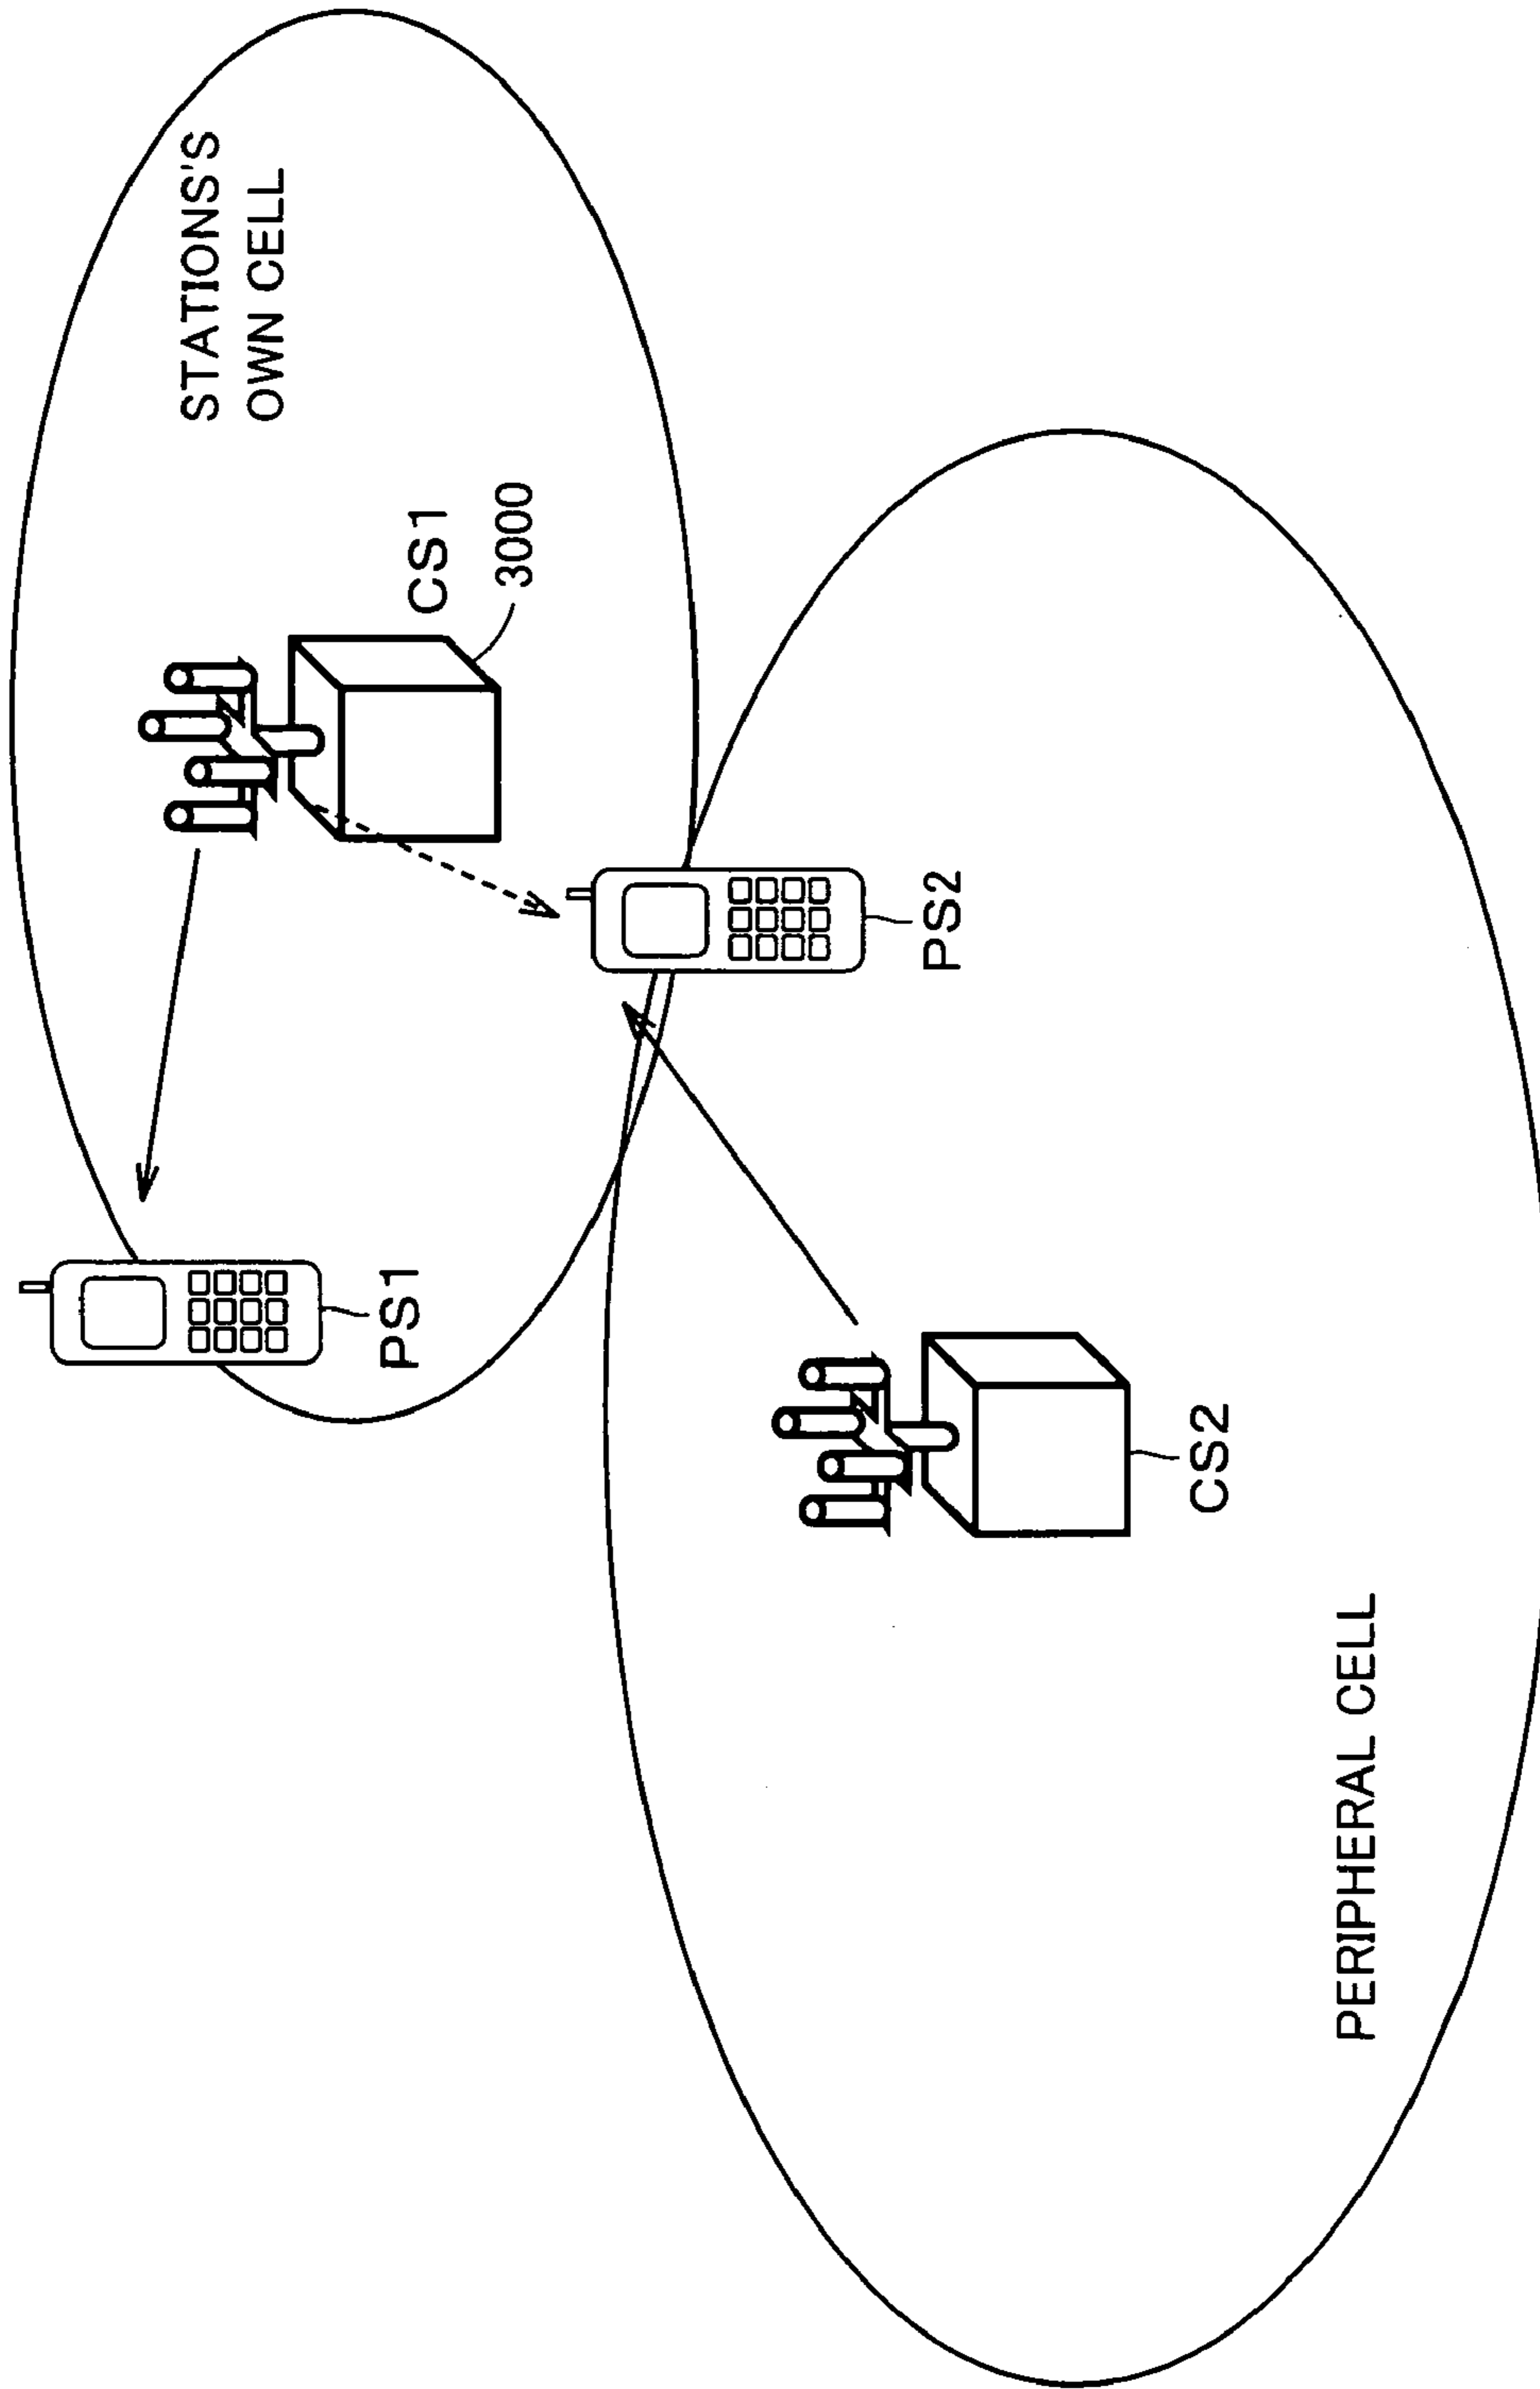 STATIONS'S
OWN CELL
PS1
CS1
3000
PS2
CS2
PERIPHERAL CELL